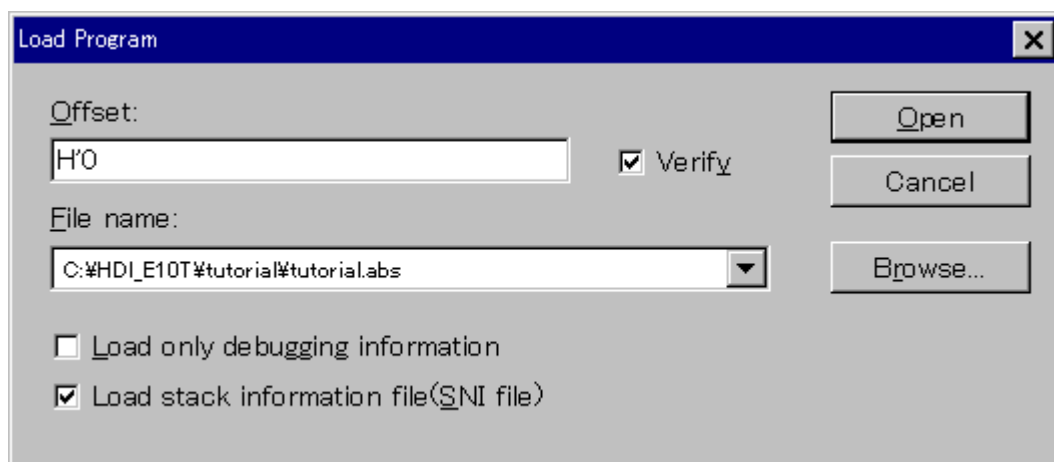 Load Program
Offset:
Open
H'0
Verify
Cancel
File name:
C:¥HDI_E10T¥tutorial¥tutorial.abs
Browse...
Load only debugging information
Load stack information file(SNI file)